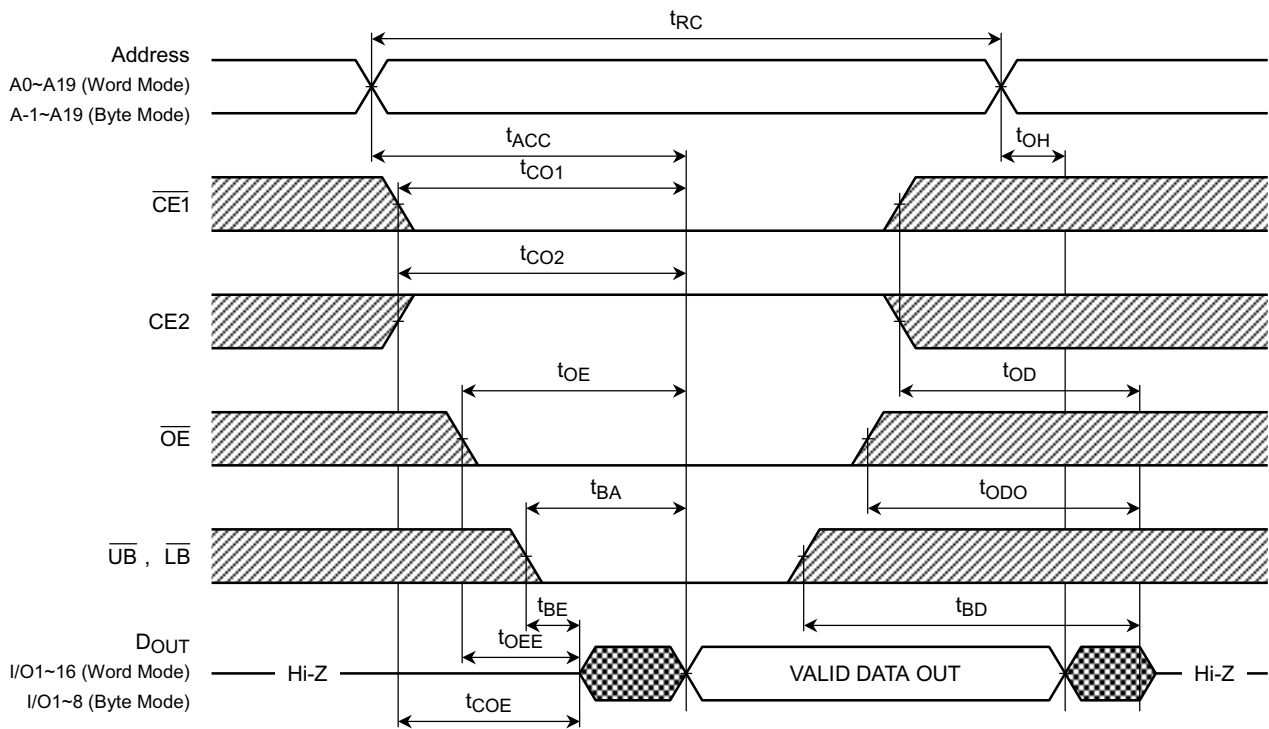 tRC
Address
A0~A19 (Word Mode)
A-1~A19 (Byte Mode)
tACC
tOH
tCO1
CE1
tCO2
CE2
tOE
tOD
OE
tBA
tODO
UB , LB
tBE
tBD
DOUT
tOEE
I/O1~16 (Word Mode) Hi-Z VALID DATA OUT Hi-Z
I/O1~8 (Byte Mode)
tCOE